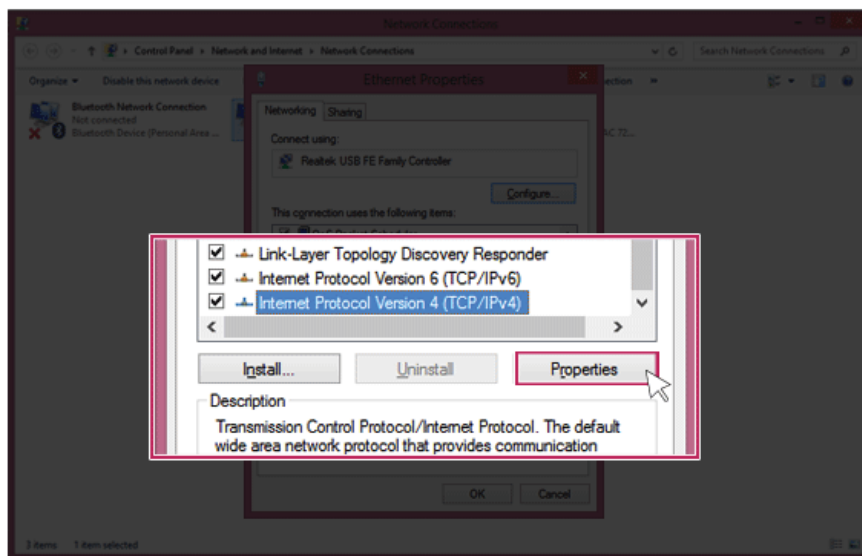 Network Connections
Control Panel › Network and Internet › Network Connections
Search Network Connections
Organize
Disable this network device
Bluetooth Network Connection
Not connected
Bluetooth Device (Personal Area ...
Ethernet Properties
Networking Sharing
Connect using:
Realtek USB FE Family Controller
Configure...
This connection uses the following items:
Link-Layer Topology Discovery Responder
Internet Protocol Version 6 (TCP/IPv6)
Internet Protocol Version 4 (TCP/IPv4)
Install... Uninstall Properties
Description
Transmission Control Protocol/Internet Protocol. The default
wide area network protocol that provides communication
OK Cancel
3 items 1 item selected